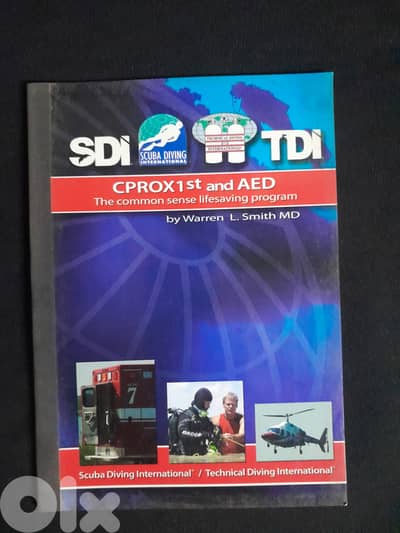 SDI
SCUBA DIVING
INTERNATIONAL
TDI
CPROX1st and AED
The common sense lifesaving program
by Warren L. Smith MD
7
Scuba Diving International / Technical Diving International
olx